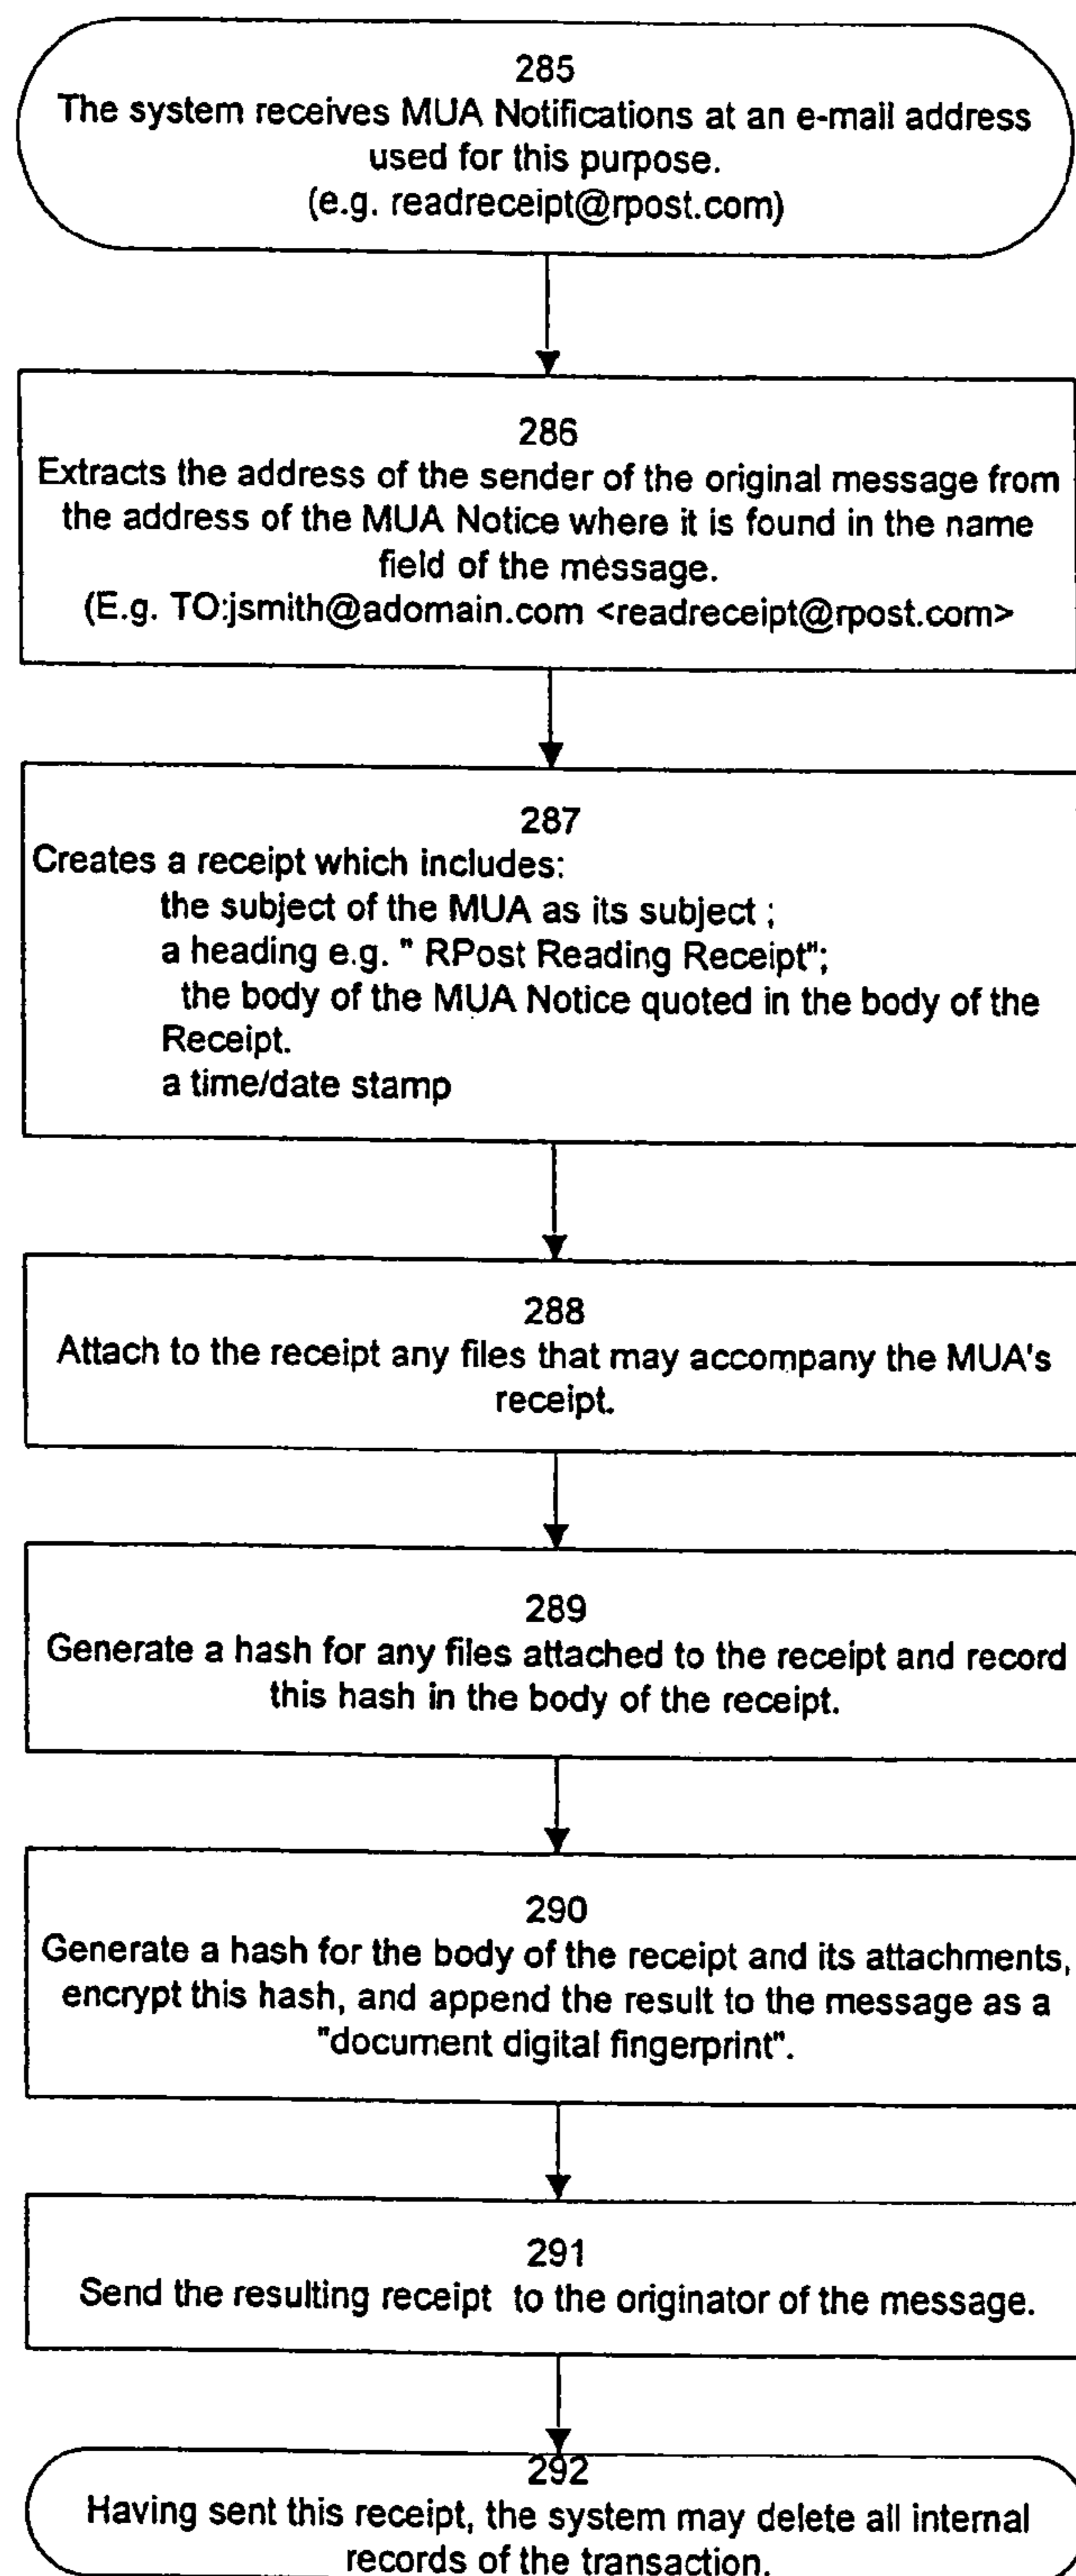 285
The system receives MUA Notifications at an e-mail address
used for this purpose.
(e.g. readreceipt@rpost.com)
286
Extracts the address of the sender of the original message from
the address of the MUA Notice where it is found in the name
field of the message.
(E.g. TO:jsmith@adomain.com <readreceipt@rpost.com>
287
Creates a receipt which includes:
the subject of the MUA as its subject ;
a heading e.g. " RPost Reading Receipt";
the body of the MUA Notice quoted in the body of the
Receipt.
a time/date stamp
288
Attach to the receipt any files that may accompany the MUA's
receipt.
289
Generate a hash for any files attached to the receipt and record
this hash in the body of the receipt.
290
Generate a hash for the body of the receipt and its attachments,
encrypt this hash, and append the result to the message as a
"document digital fingerprint".
291
Send the resulting receipt to the originator of the message.
292
Having sent this receipt, the system may delete all internal
records of the transaction.